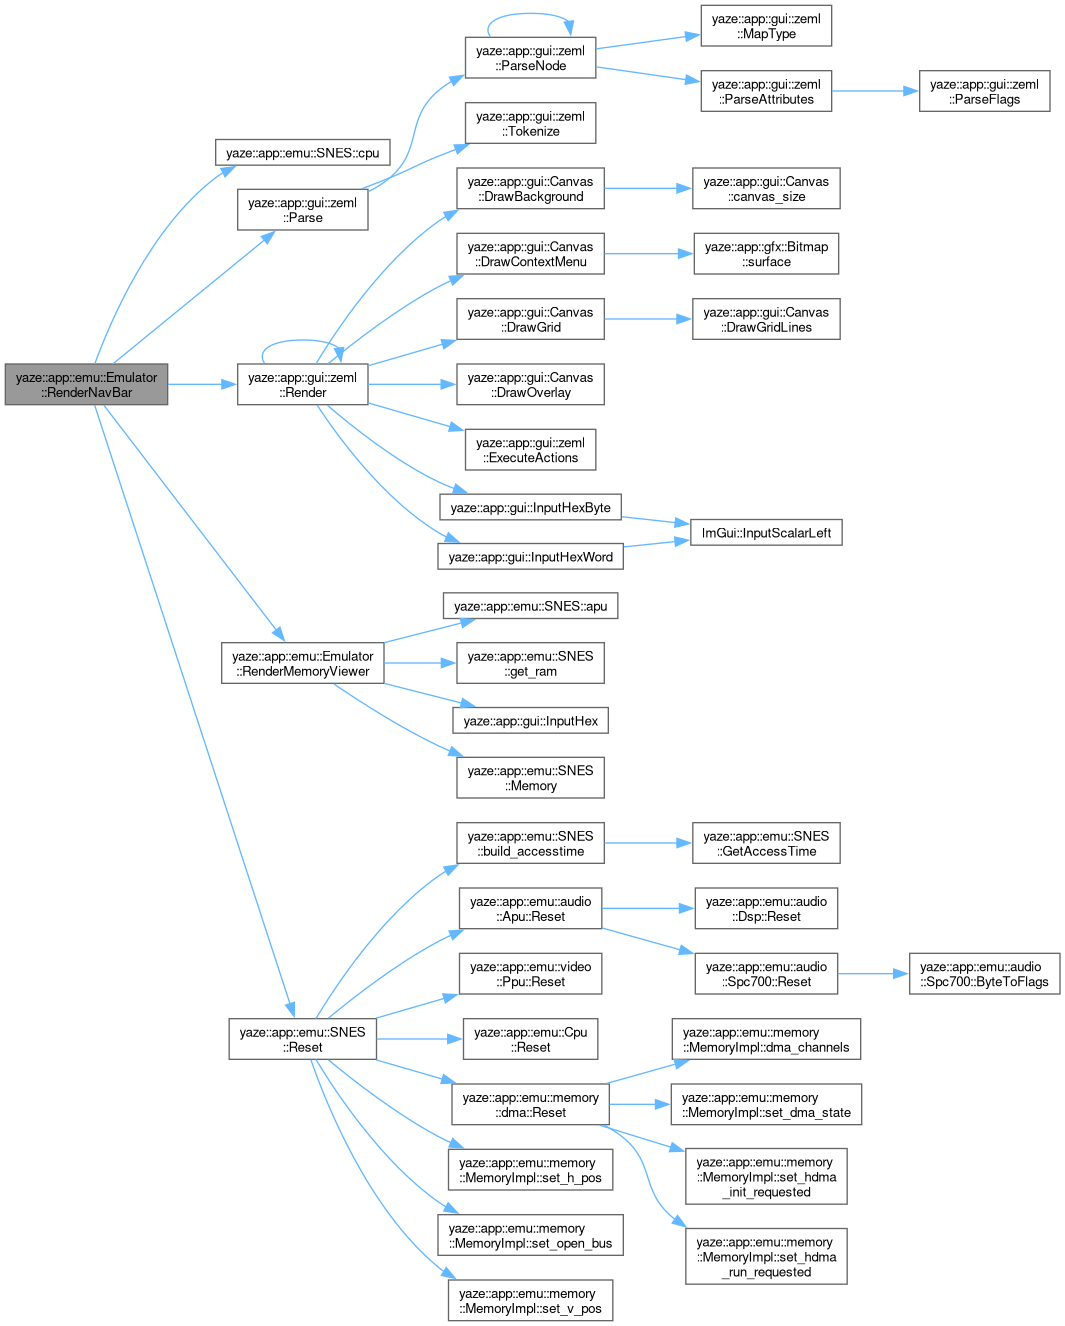 yaze::app::gui::zeml
::MapType
yaze::app::gui::zeml
::ParseNode
yaze::app::gui::zeml
::ParseAttributes
yaze::app::gui::zeml
::ParseFlags
yaze::app::gui::zeml
::Tokenize
yaze::app::emu::SNES::cpu
yaze::app::gui::zeml
::Parse
yaze::app::gui::Canvas
::DrawBackground
yaze::app::gui::Canvas
::canvas_size
yaze::app::gui::Canvas
::DrawContextMenu
yaze::app::gfx::Bitmap
::surface
yaze::app::gui::Canvas
::DrawGrid
yaze::app::gui::Canvas
::DrawGridLines
yaze::app::emu::Emulator
::RenderNavBar
yaze::app::gui::zeml
::Render
yaze::app::gui::Canvas
::DrawOverlay
yaze::app::gui::zeml
::ExecuteActions
yaze::app::gui::InputHexByte
ImGui::InputScalarLeft
yaze::app::gui::InputHexWord
yaze::app::emu::SNES::apu
yaze::app::emu::Emulator
::RenderMemoryViewer
yaze::app::emu::SNES
::get_ram
yaze::app::gui::InputHex
yaze::app::emu::SNES
::Memory
yaze::app::emu::SNES
::build_accesstime
yaze::app::emu::SNES
::GetAccessTime
yaze::app::emu::audio
::Apu::Reset
yaze::app::emu::audio
::Dsp::Reset
yaze::app::emu::video
::Ppu::Reset
yaze::app::emu::audio
::Spc700::Reset
yaze::app::emu::audio
::Spc700::ByteToFlags
yaze::app::emu::SNES
::Reset
yaze::app::emu::Cpu
::Reset
yaze::app::emu::memory
::MemoryImpl::dma_channels
yaze::app::emu::memory
::dma::Reset
yaze::app::emu::memory
::MemoryImpl::set_dma_state
yaze::app::emu::memory
::MemoryImpl::set_h_pos
yaze::app::emu::memory
::MemoryImpl::set_hdma
_init_requested
yaze::app::emu::memory
::MemoryImpl::set_open_bus
yaze::app::emu::memory
::MemoryImpl::set_hdma
_run_requested
yaze::app::emu::memory
::MemoryImpl::set_v_pos